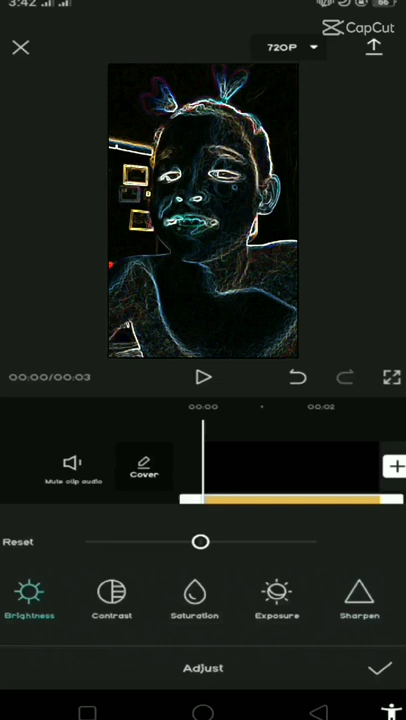 3:42
66
CapCut
720P
00:00/00:03
00:00
00:02
Mute clip audio
Cover
Reset
Brightness
Contrast
Saturation
Exposure
Sharpen
Adjust